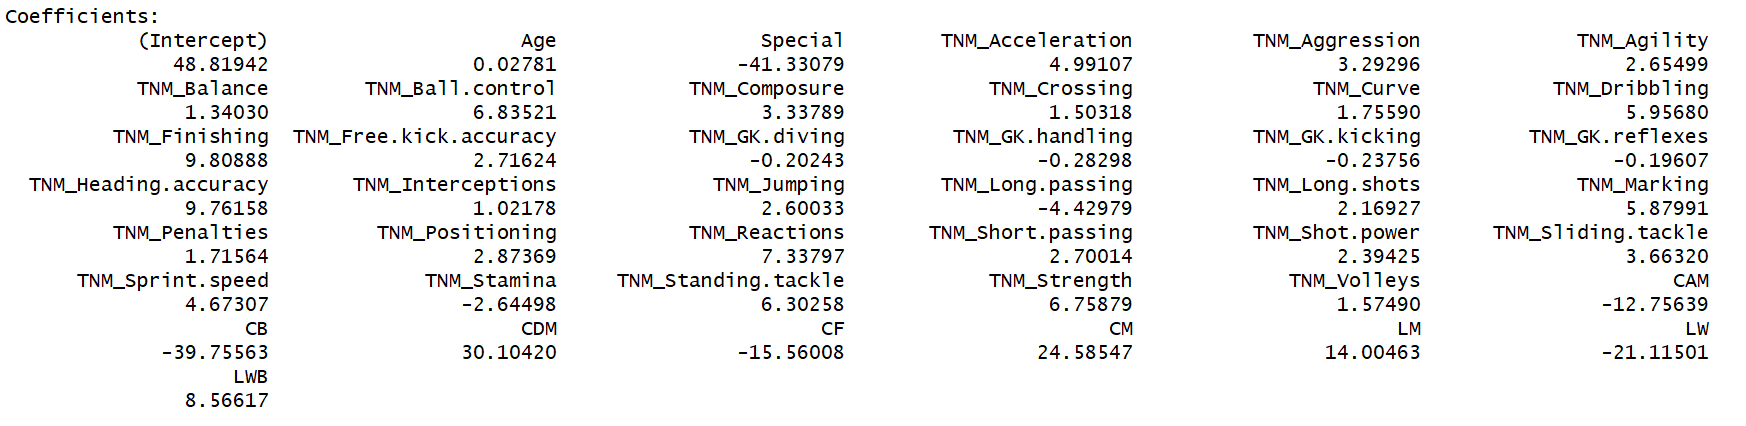 Coefficients:
(Intercept) Age Special TNM_Acceleration TNM_Aggression TNM_Agility
48.81942 0.02781 -41.33079 4.99107 3.29296 2.65499
TNM_Balance TNM_Ball.control TNM_Composure TNM_Crossing TNM_Curve TNM_Dribbling
1.34030 6.83521 3.33789 1.50318 1.75590 5.95680
TNM_Finishing TNM_Free.kick.accuracy TNM_GK.diving TNM_GK.handling TNM_GK.kicking TNM_GK.reflexes
9.80888 2.71624 -0.20243 -0.28298 -0.23756 -0.19607
TNM_Heading.accuracy TNM_Interceptions TNM_Jumping TNM_Long.passing TNM_Long.shots TNM_Marking
9.76158 1.02178 2.60033 -4.42979 2.16927 5.87991
TNM_Penalties TNM_Positioning TNM_Reactions TNM_Short.passing TNM_Shot.power TNM_Sliding.tackle
1.71564 2.87369 7.33797 2.70014 2.39425 3.66320
TNM_Sprint.speed TNM_Stamina TNM_Standing.tackle TNM_Strength TNM_Volleys CAM
4.67307 -2.64498 6.30258 6.75879 1.57490 -12.75639
CB CDM CF CM LM LW
-39.75563 30.10420 -15.56008 24.58547 14.00463 -21.11501
LWB
8.56617